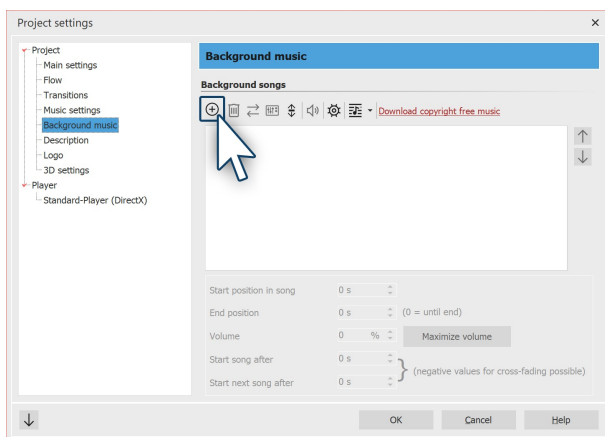 Project settings
Project
Main settings
Flow
Transitions
Music settings
Background music
Description
Logo
3D settings
Player
Standard-Player (DirectX)
Background music
Background songs
Download copyright free music
Start position in song 0 s
End position 0 s (0 = until end)
Volume 0 % Maximize volume
Start song after 0 s
(negative values for cross-fading possible)
Start next song after 0 s
OK Cancel Help